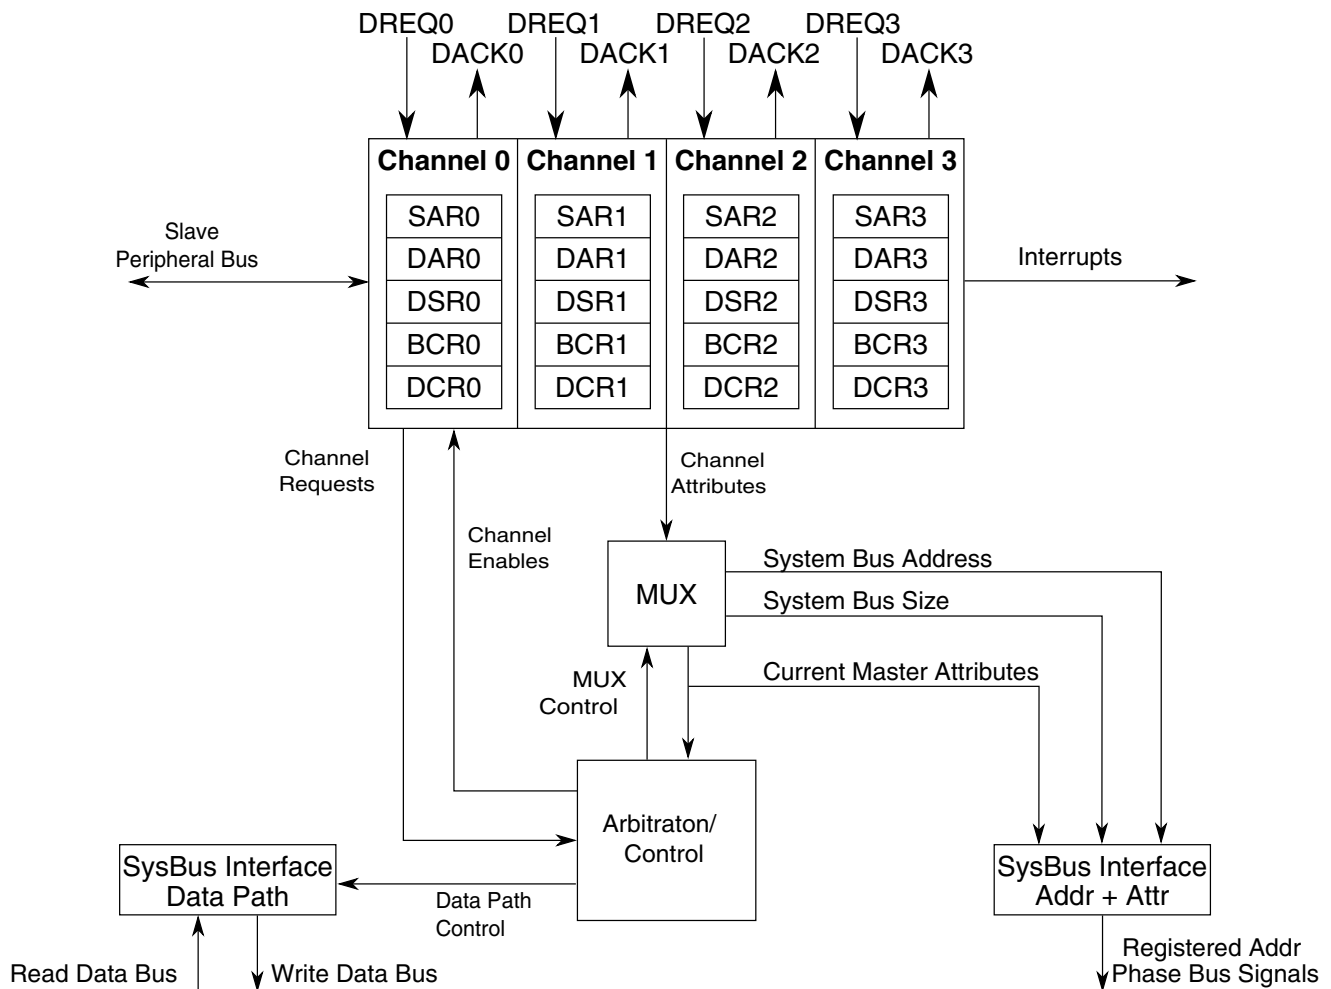 DREQ0
DREQ1
DREQ2
DREQ3
DACK0
DACK1
DACK2
DACK3
Channel 0
Channel 1
Channel 2
Channel 3
SAR0
SAR1
SAR2
SAR3
DAR0
DAR1
DAR2
DAR3
DSR0
DSR1
DSR2
DSR3
BCR0
BCR1
BCR2
BCR3
DCR0
DCR1
DCR2
DCR3
Slave
Peripheral Bus
Interrupts
Channel
Requests
Channel
Attributes
Channel
Enables
MUX
System Bus Address
System Bus Size
Current Master Attributes
MUX
Control
Arbitraton/
Control
SysBus Interface
Data Path
Data Path
Control
SysBus Interface
Addr + Attr
Read Data Bus
Write Data Bus
Registered Addr
Phase Bus Signals